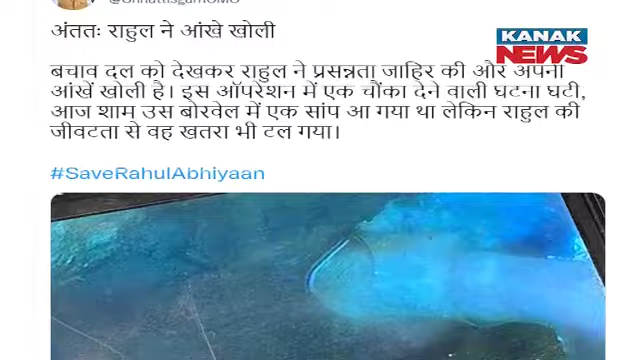 @ChhattisgarhCMO
अंततः राहुल ने आंखे खोली
KANAK
NEWS
बचाव दल को देखकर राहुल ने प्रसन्नता जाहिर की और अपनी
आंखें खोली है। इस ऑपरेशन में एक चौंका देने वाली घटना घटी,
आज शाम उस बोरवेल में एक सांप आ गया था लेकिन राहुल की
जीवटता से वह खतरा भी टल गया।
#SaveRahulAbhiyaan